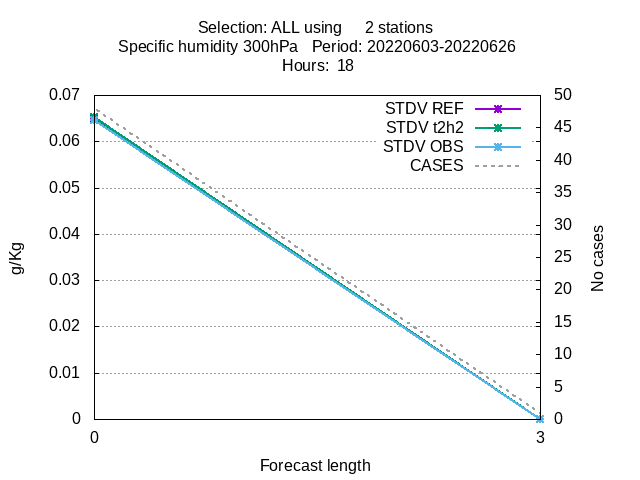 Selection: ALL using 2 stations
Specific humidity 300hPa Period: 20220603-20220626
Hours: 18
0.07
0.06
0.05
0.04
0.03
0.02
0.01
0
g/Kg
STDV REF
STDV t2h2
STDV OBS
CASES
50
45
40
35
30
25
20
15
10
5
0
No cases
0
3
Forecast length